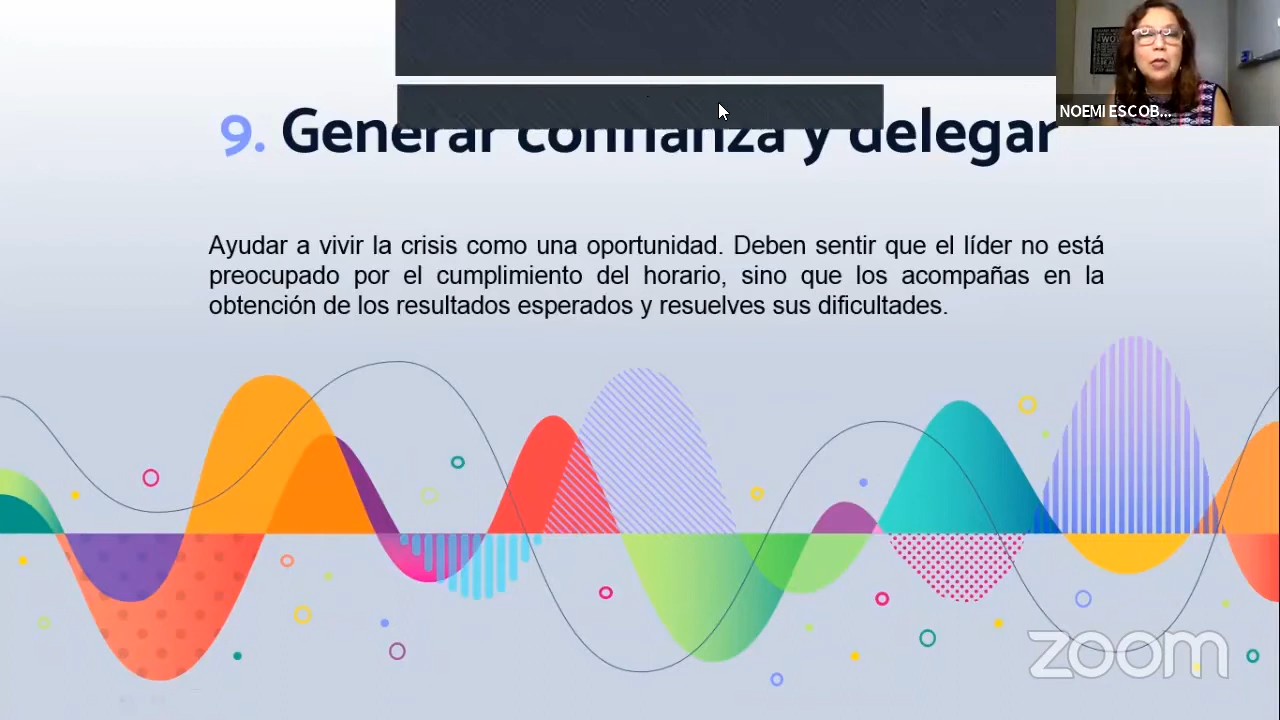 NOEMI ESCOB...
9. Generar confianza y delegar
Ayudar a vivir la crisis como una oportunidad. Deben sentir que el líder no está
preocupado por el cumplimiento del horario, sino que los acompañas en la
obtención de los resultados esperados y resuelves sus dificultades.
zoom